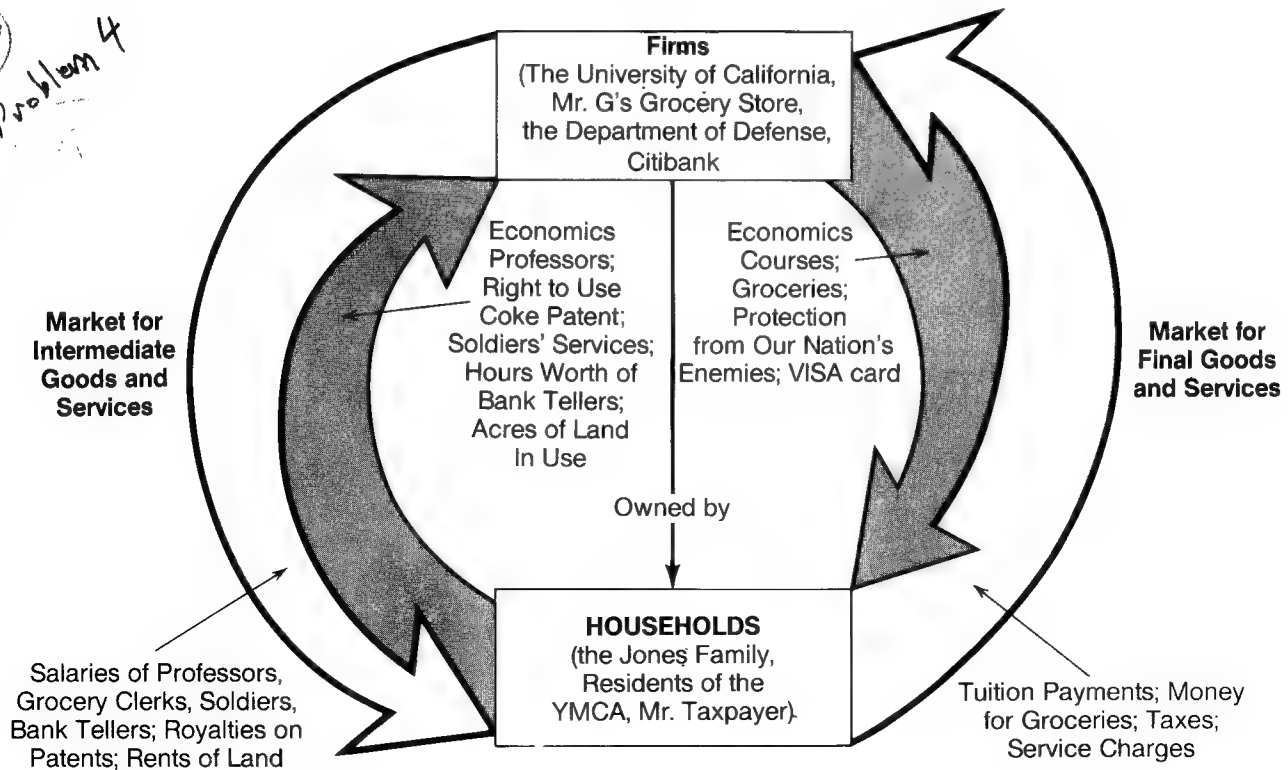 Problem 4
Firms
(The University of California,
Mr. G's Grocery Store,
the Department of Defense,
Citibank
Economics
Professors;
Right to Use
Coke Patent;
Soldiers' Services;
Hours Worth of
Bank Tellers;
Acres of Land
In Use
Economics
Courses;
Groceries;
Protection
from Our Nation's
Enemies; VISA card
Market for
Intermediate
Goods and
Services
Market for
Final Goods
and Services
Owned by
HOUSEHOLDS
(the Jones Family,
Residents of the
YMCA, Mr. Taxpayer)
Salaries of Professors,
Grocery Clerks, Soldiers,
Bank Tellers; Royalties on
Patents; Rents of Land
Tuition Payments; Money
for Groceries; Taxes;
Service Charges